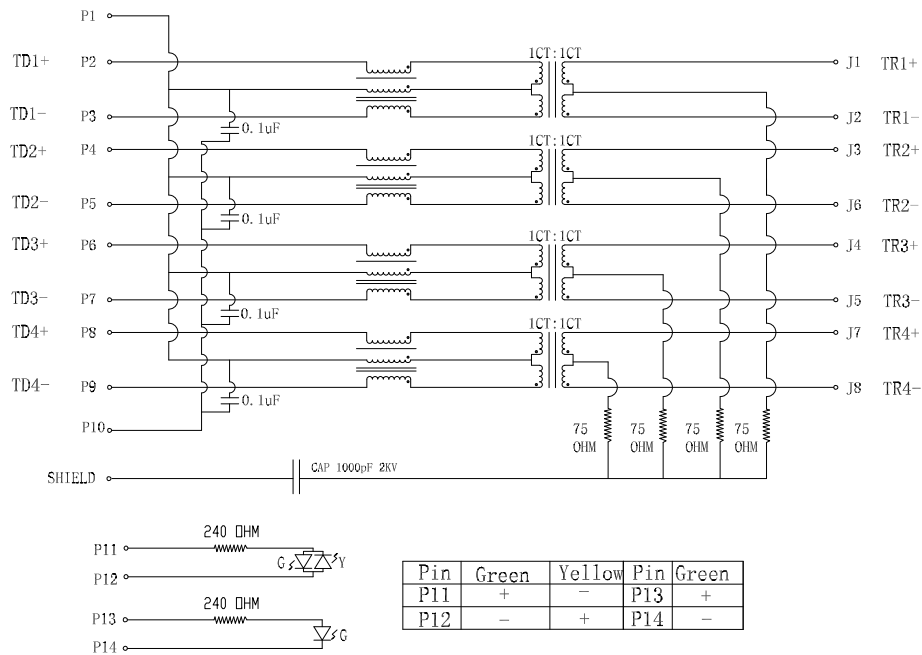 P1
TD1+ P2 1CT:1CT J1 TR1+
TD1- P3 J2 TR1-
0.1uF
TD2+ P4 1CT:1CT J3 TR2+
TD2- P5 J6 TR2-
0.1uF
TD3+ P6 1CT:1CT J4 TR3+
TD3- P7 J5 TR3-
0.1uF
TD4+ P8 1CT:1CT J7 TR4+
TD4- P9 J8 TR4-
0.1uF
P10
75 OHM 75 OHM 75 OHM 75 OHM
SHIELD CAP 1000pF 2KV
240 OHM
P11 G Y
P12
240 OHM
P13 G
P14
Pin Green Yellow Pin Green
P11 + - P13 +
P12 - + P14 -